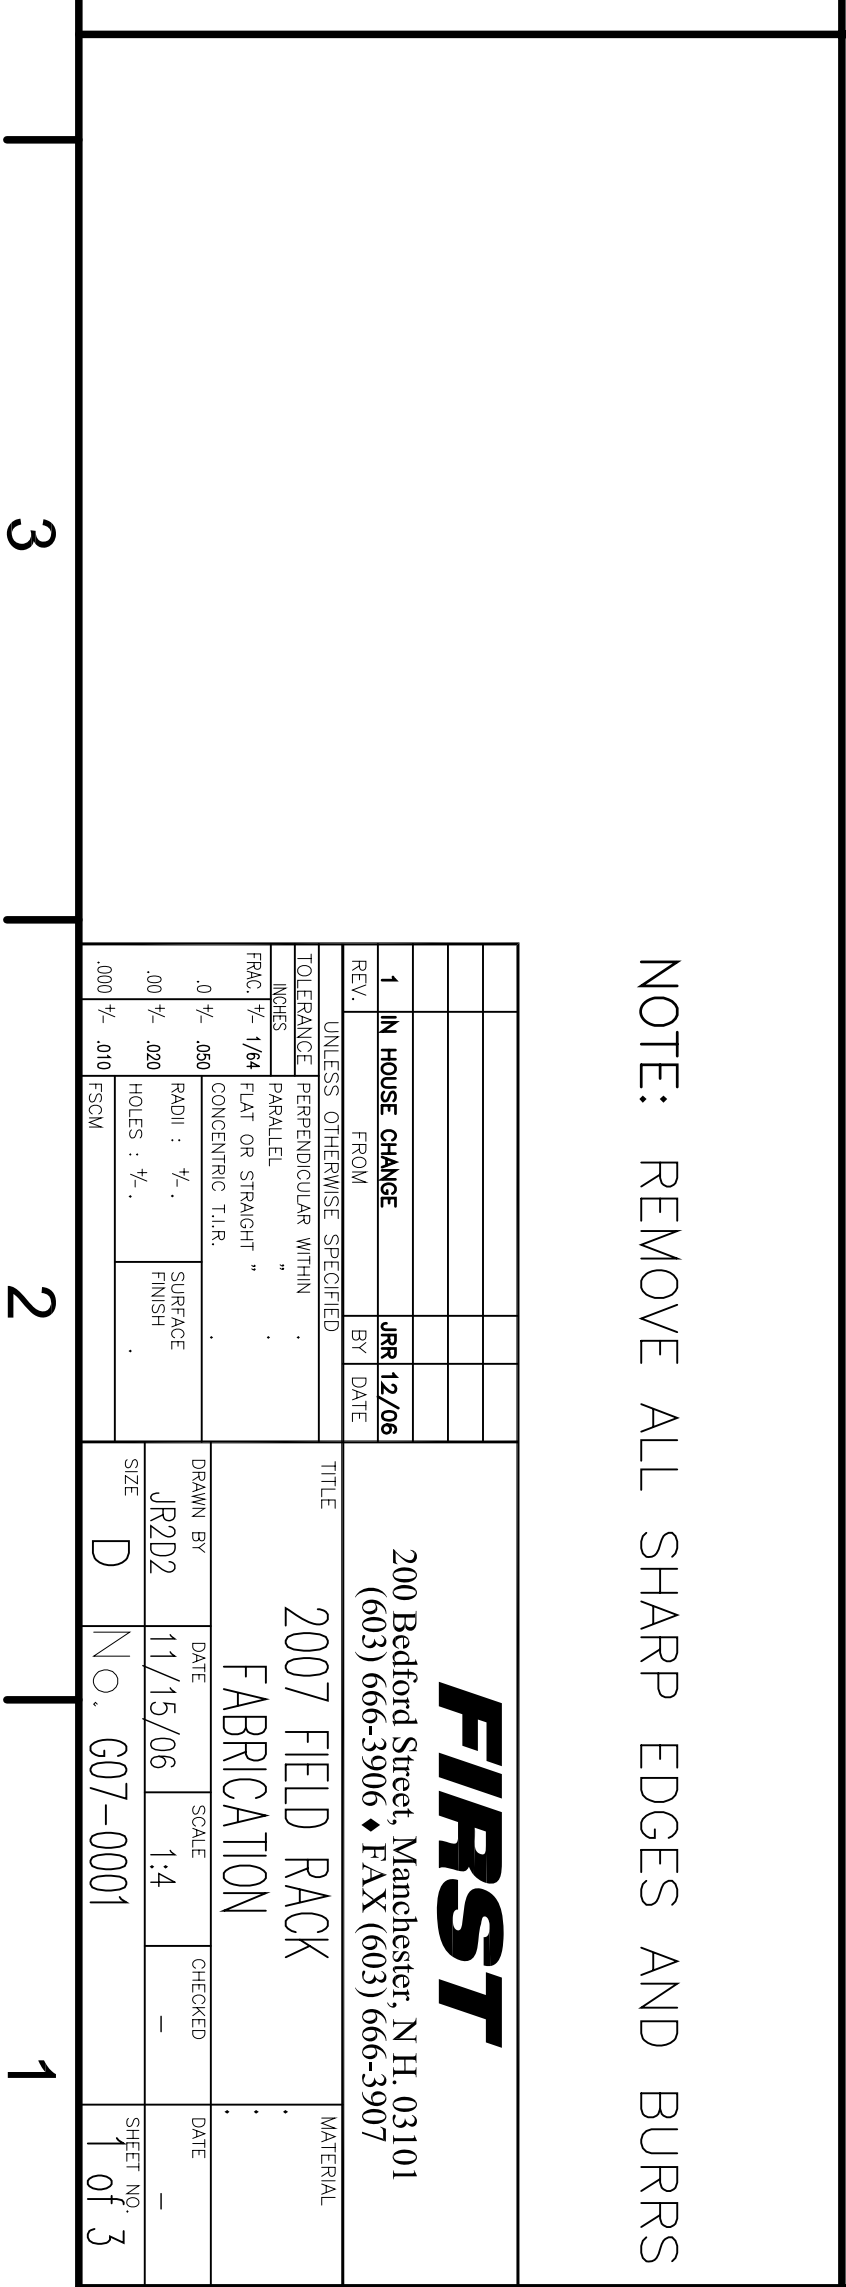 NOTE: REMOVE ALL SHARP EDGES AND BURRS
1 IN HOUSE CHANGE JRR 12/06
REV. FROM BY DATE
UNLESS OTHERWISE SPECIFIED
TOLERANCE
INCHES
FRAC. +/- 1/64
.0 +/- .050
.00 +/- .020
.000 +/- .010
PERPENDICULAR WITHIN .
PARALLEL " .
FLAT OR STRAIGHT "
CONCENTRIC T.I.R. .
RADII : +/- .
HOLES : +/- .
SURFACE
FINISH
.
FSCM
FIRST
200 Bedford Street, Manchester, N H. 03101
(603) 666-3906 ♦ FAX (603) 666-3907
TITLE
2007 FIELD RACK
FABRICATION
MATERIAL
.
.
.
DRAWN BY
JR2D2
DATE
11/15/06
SCALE
1:4
CHECKED
-
DATE
-
SIZE
D
No. G07-0001
SHEET NO.
1 of 3
3 2 1